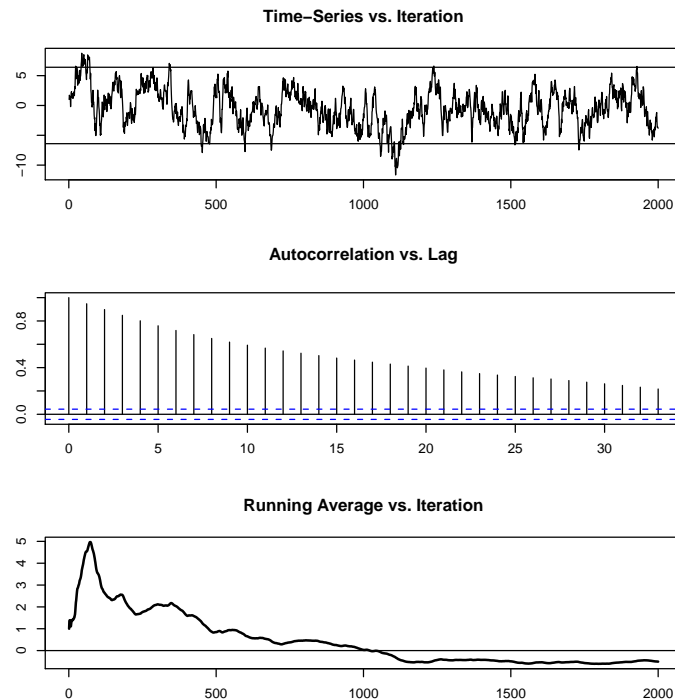 Time−Series vs. Iteration
5
0
−10
0 500 1000 1500 2000
Autocorrelation vs. Lag
0.8
0.4
0.0
0 5 10 15 20 25 30
Running Average vs. Iteration
5
4
3
2
1
0
0 500 1000 1500 2000